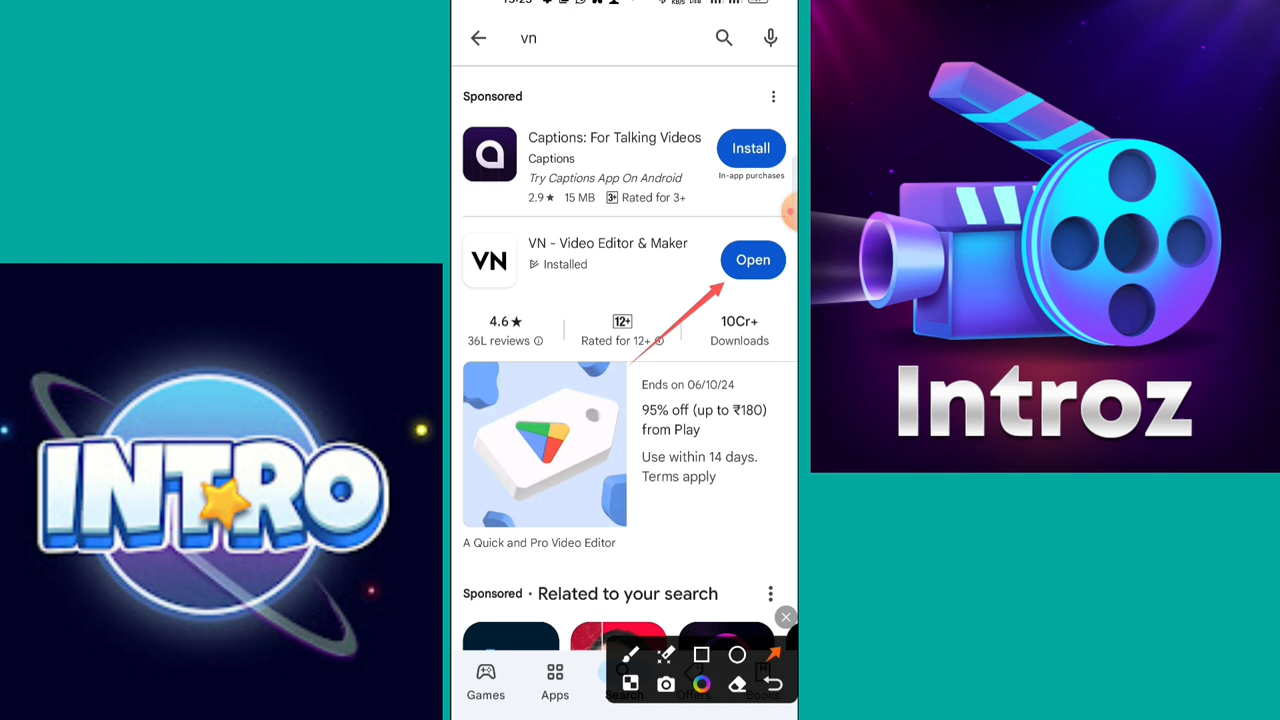 vn
Sponsored
Captions: For Talking Videos
Captions
Try Captions App On Android
2.9★ 15 MB 3+ Rated for 3+
Install
In-app purchases
VN
VN - Video Editor & Maker
Installed
Open
4.6★
36L reviews
12+
Rated for 12+
10Cr+
Downloads
Ends on 06/10/24
95% off (up to ₹180)
from Play
Use within 14 days.
Terms apply
A Quick and Pro Video Editor
Sponsored · Related to your search
Games
Apps
Search
Offers
Books
INTRO
Introz